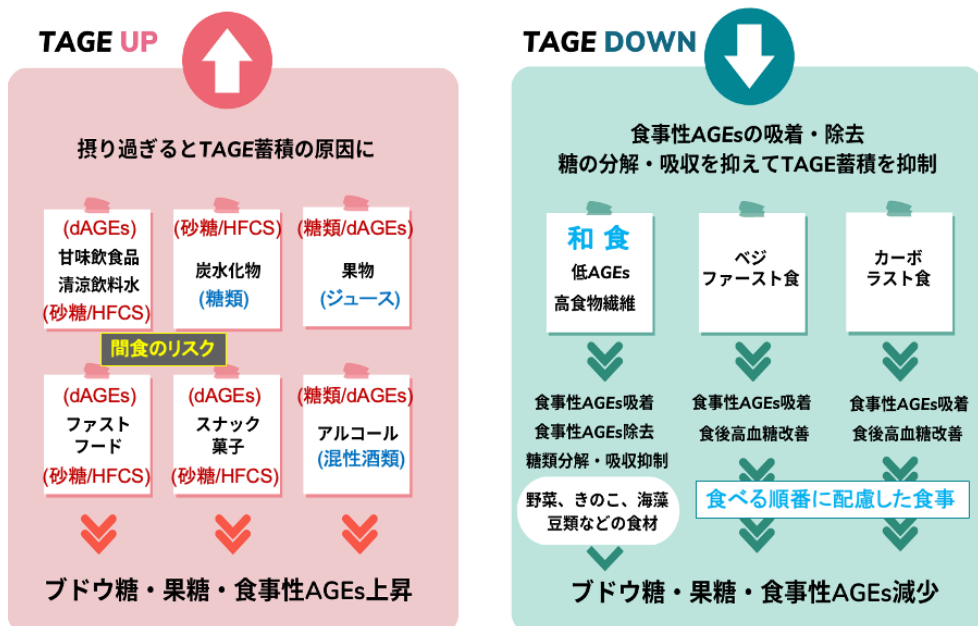 TAGE UP
摂り過ぎるとTAGE蓄積の原因に
(dAGEs)
甘味飲食品
清涼飲料水
(砂糖/HFCS)
(砂糖/HFCS)
炭水化物
(糖類)
(糖類/dAGEs)
果物
(ジュース)
間食のリスク
(dAGEs)
ファスト
フード
(砂糖/HFCS)
(dAGEs)
スナック
菓子
(砂糖/HFCS)
(糖類/dAGEs)
アルコール
(混性酒類)
ブドウ糖・果糖・食事性AGEs上昇
TAGE DOWN
食事性AGEsの吸着・除去
糖の分解・吸収を抑えてTAGE蓄積を抑制
和食
低AGEs
高食物繊維
食事性AGEs吸着
食事性AGEs除去
糖類分解・吸収抑制
野菜、きのこ、海藻
豆類などの食材
ベジ
ファースト食
食事性AGEs吸着
食後高血糖改善
カーボ
ラスト食
食事性AGEs吸着
食後高血糖改善
食べる順番に配慮した食事
ブドウ糖・果糖・食事性AGEs減少